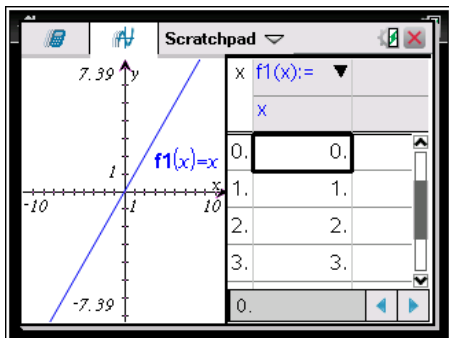 Scratchpad
7.39 y
1
f1(x)=x
x
-10 1 10
-7.39
x f1(x):= ▼
x
0. 0.
1. 1.
2. 2.
3. 3.
0.